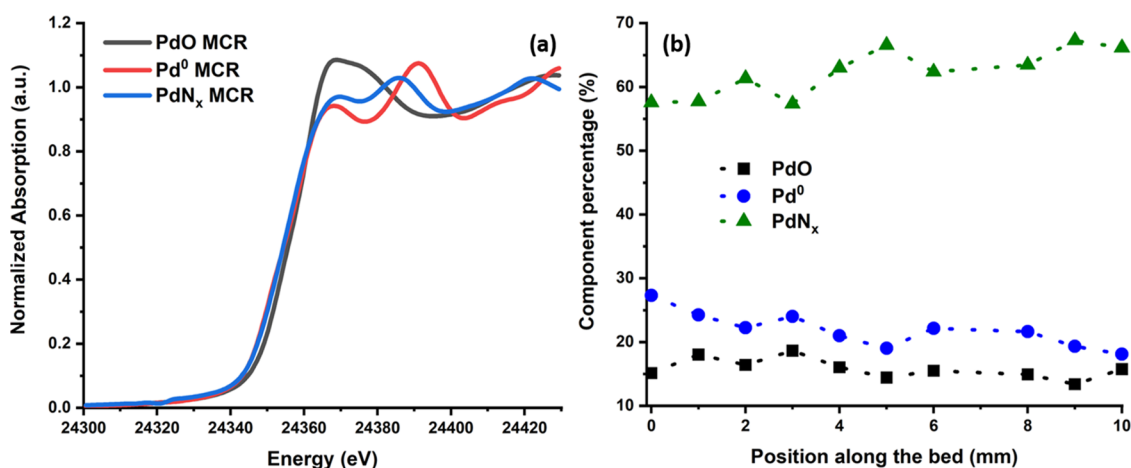 (a)
PdO MCR
Pd⁰ MCR
PdNₓ MCR
Normalized Absorption (a.u.)
1.2
1.0
0.8
0.6
0.4
0.2
0.0
24300 24320 24340 24360 24380 24400 24420
Energy (eV)
(b)
PdO
Pd⁰
PdNₓ
Component percentage (%)
70
60
50
40
30
20
10
0 2 4 6 8 10
Position along the bed (mm)